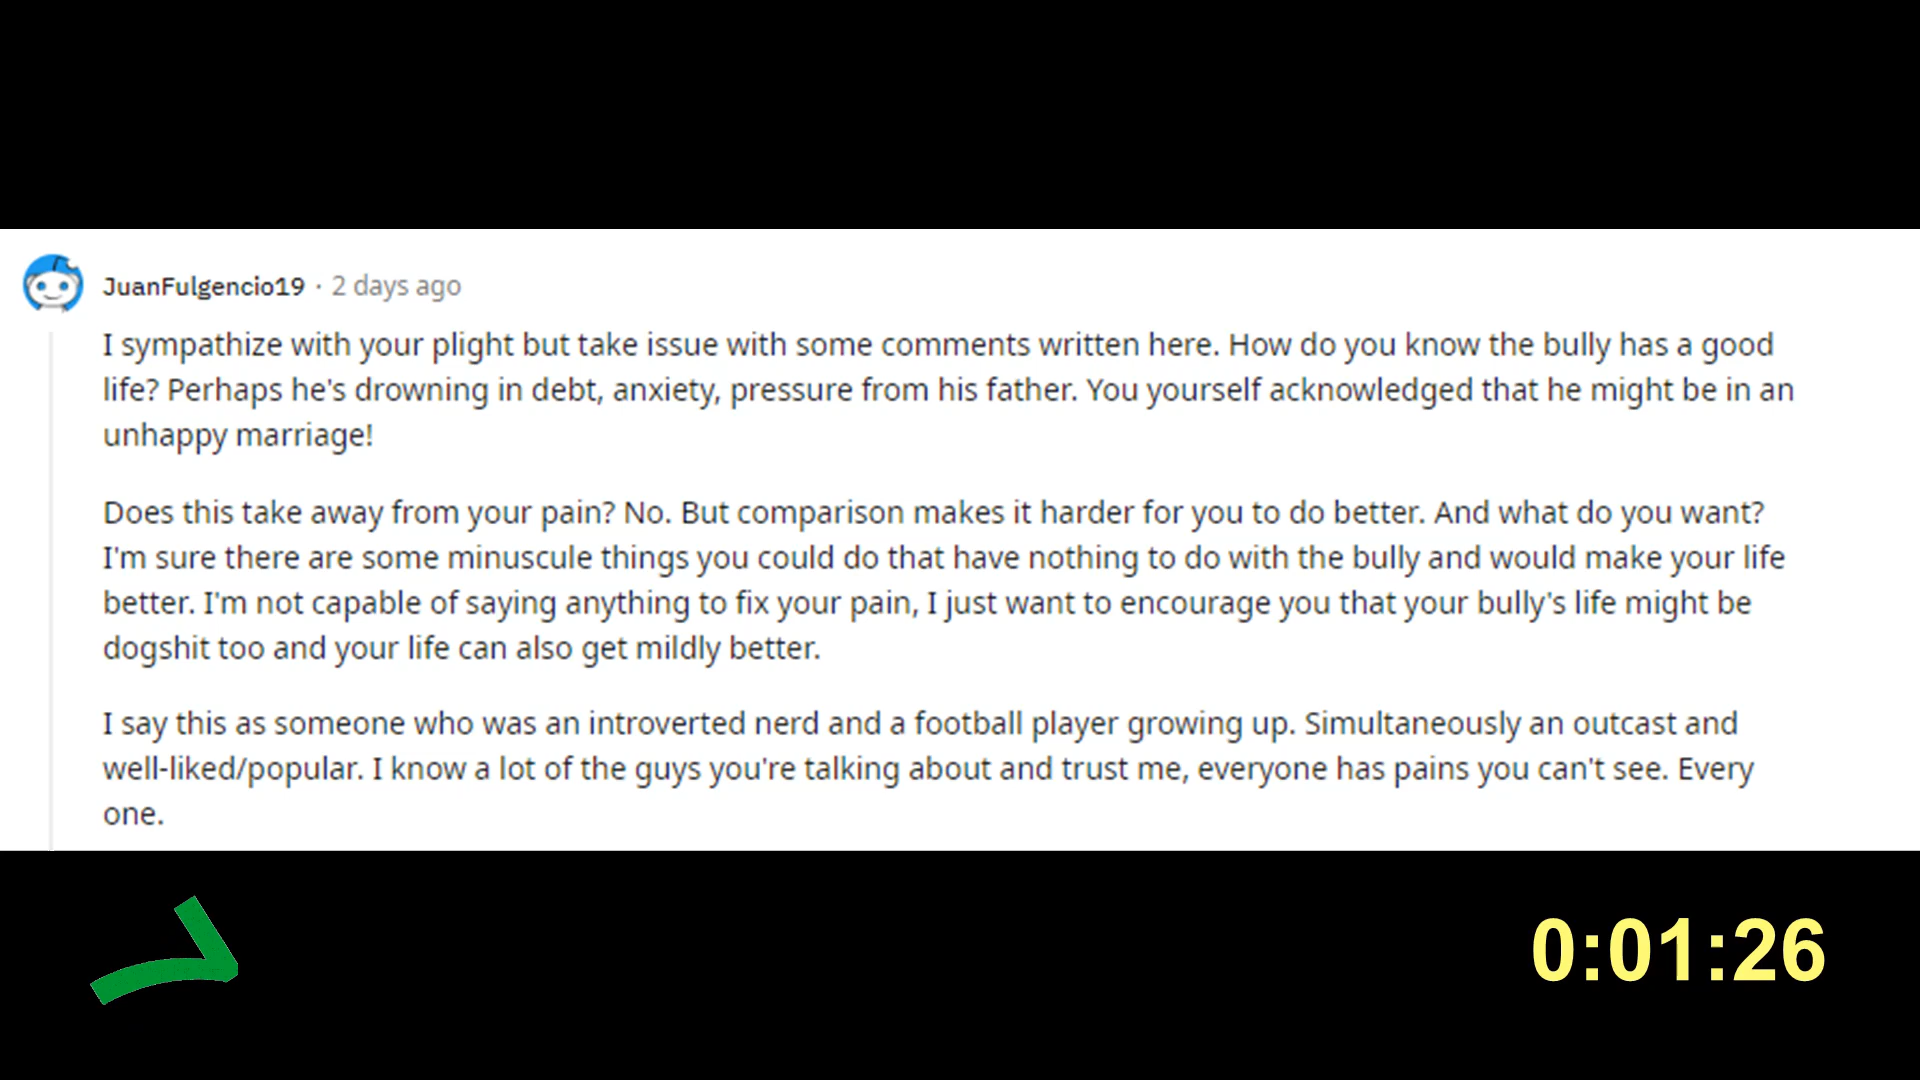 JuanFulgencio19 · 2 days ago
I sympathize with your plight but take issue with some comments written here. How do you know the bully has a good
life? Perhaps he's drowning in debt, anxiety, pressure from his father. You yourself acknowledged that he might be in an
unhappy marriage!
Does this take away from your pain? No. But comparison makes it harder for you to do better. And what do you want?
I'm sure there are some minuscule things you could do that have nothing to do with the bully and would make your life
better. I'm not capable of saying anything to fix your pain, I just want to encourage you that your bully's life might be
dogshit too and your life can also get mildly better.
I say this as someone who was an introverted nerd and a football player growing up. Simultaneously an outcast and
well-liked/popular. I know a lot of the guys you're talking about and trust me, everyone has pains you can't see. Every
one.
0:01:26